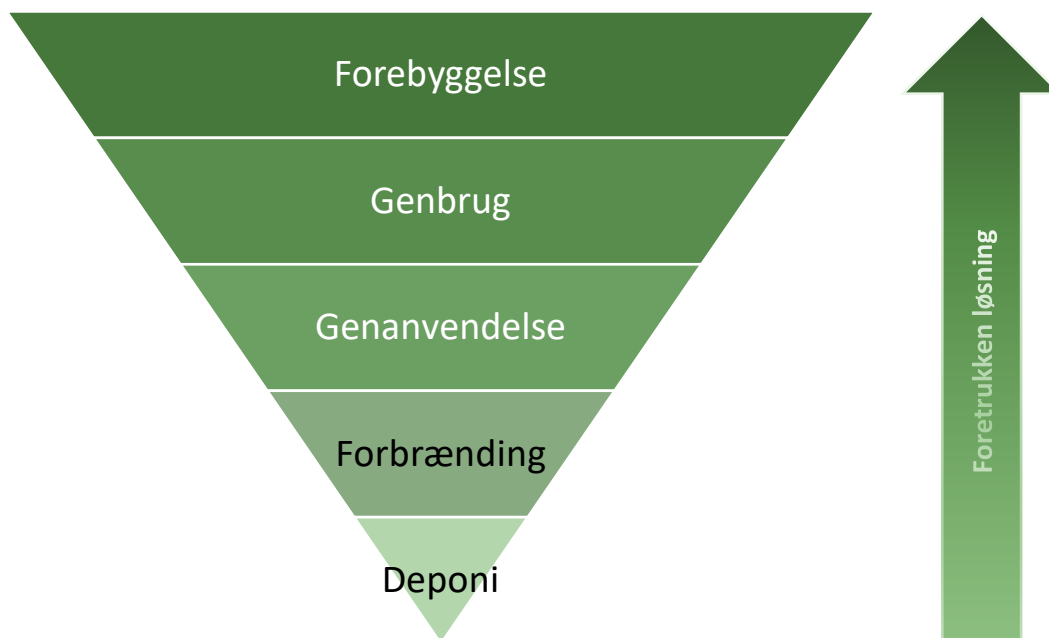 Forebyggelse
Genbrug
Genanvendelse
Forbrænding
Deponi
Foretrukken løsning